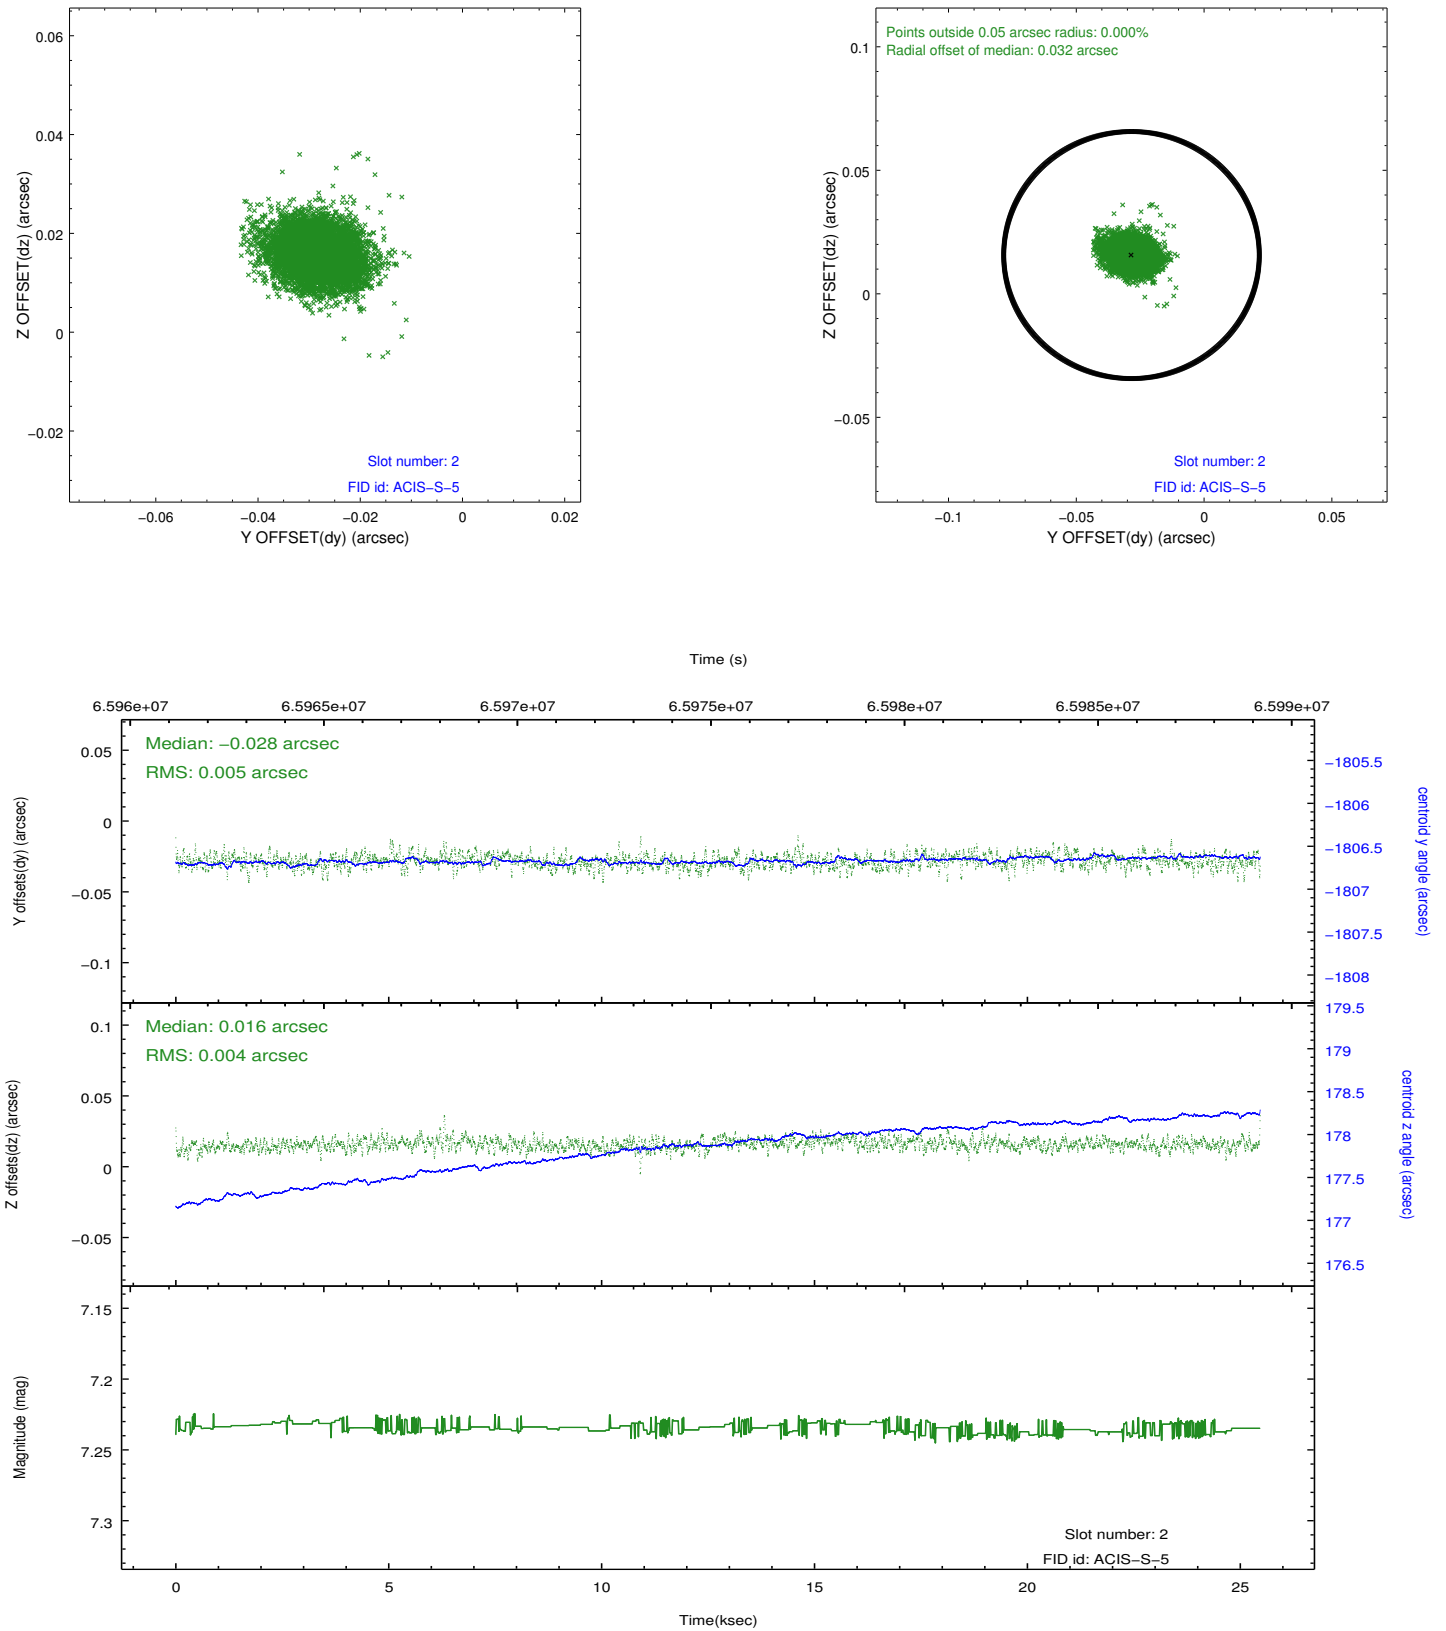 0.06
0.04
0.02
0
−0.02
Z OFFSET(dz) (arcsec)
Slot number: 2
FID id: ACIS−S−5
−0.06
−0.04
−0.02
0
0.02
Y OFFSET(dy) (arcsec)
Points outside 0.05 arcsec radius: 0.000%
Radial offset of median: 0.032 arcsec
0.1
0.05
0
−0.05
Z OFFSET(dz) (arcsec)
Slot number: 2
FID id: ACIS−S−5
−0.1
−0.05
0
0.05
Y OFFSET(dy) (arcsec)
Time (s)
6.596e+07
6.5965e+07
6.597e+07
6.5975e+07
6.598e+07
6.5985e+07
6.599e+07
Median: −0.028 arcsec
RMS: 0.005 arcsec
0.05
0
−0.05
−0.1
Y offsets(dy) (arcsec)
−1805.5
−1806
−1806.5
−1807
−1807.5
−1808
centroid y angle (arcsec)
Median: 0.016 arcsec
RMS: 0.004 arcsec
0.1
0.05
0
−0.05
Z offsets(dz) (arcsec)
179.5
179
178.5
178
177.5
177
176.5
centroid z angle (arcsec)
7.15
7.2
7.25
7.3
Magnitude (mag)
Slot number: 2
FID id: ACIS−S−5
0
5
10
15
20
25
Time(ksec)